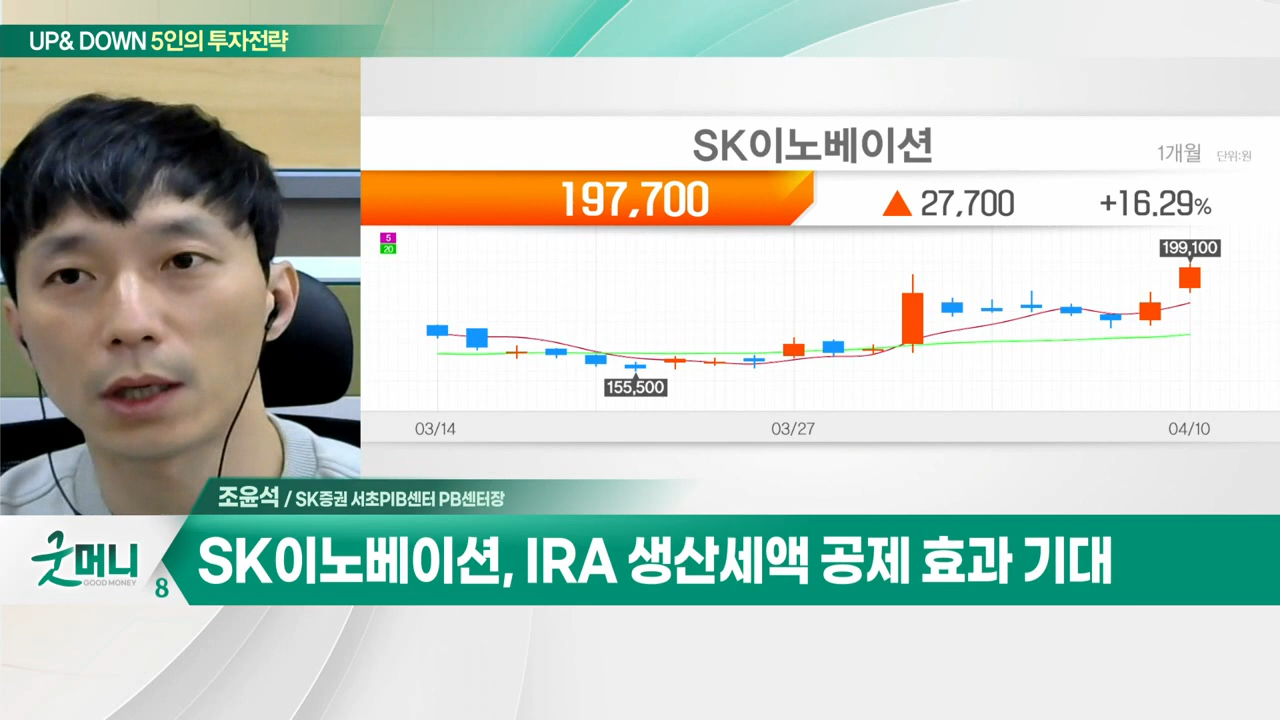 UP& DOWN 5인의 투자전략
SK이노베이션
1개월 단위:원
197,700 ▲ 27,700 +16.29%
5
20
199,100
155,500
03/14 03/27 04/10
조윤석 / SK증권 서초PIB센터 PB센터장
굿머니
GOOD MONEY
8
SK이노베이션, IRA 생산세액 공제 효과 기대